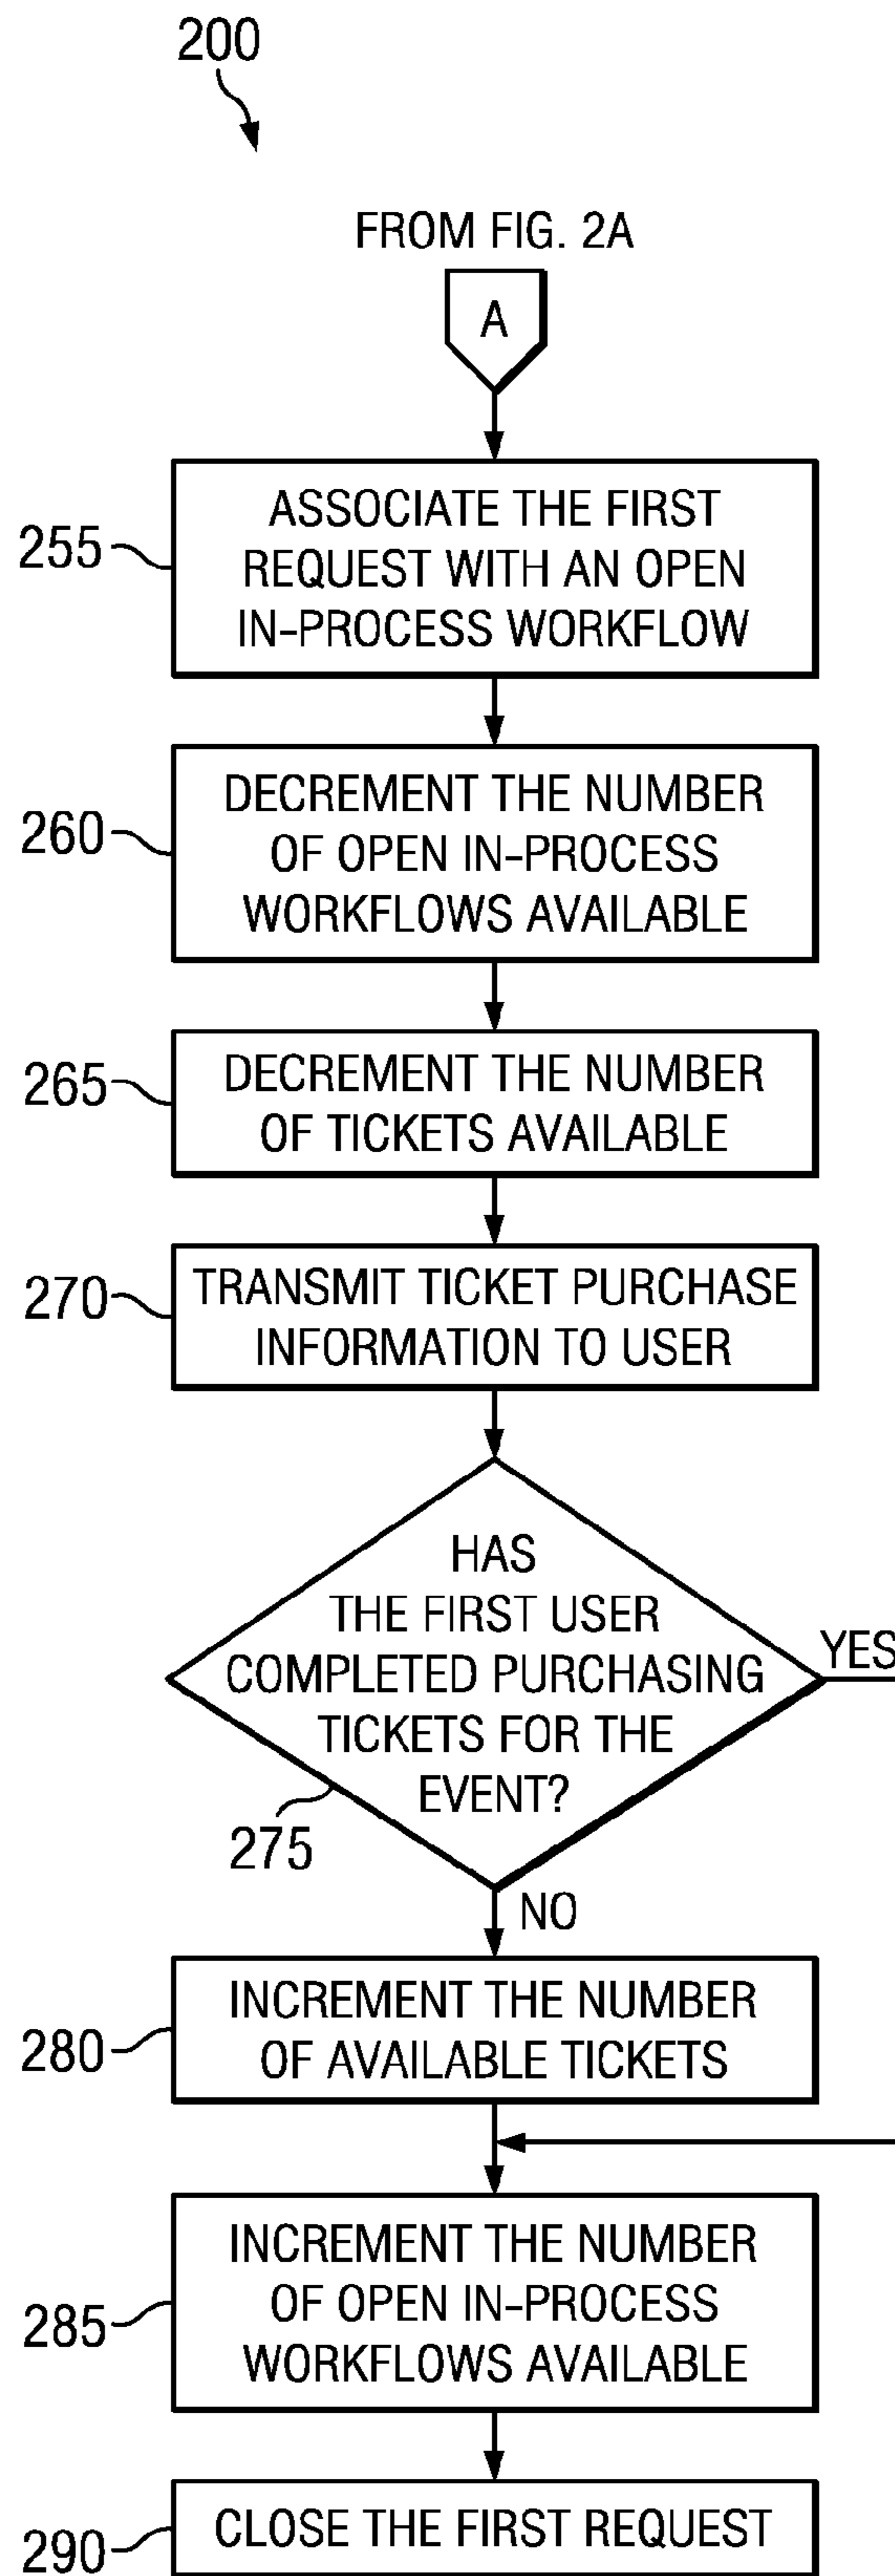 200
FROM FIG. 2A
A
ASSOCIATE THE FIRST
REQUEST WITH AN OPEN
IN-PROCESS WORKFLOW
255
DECREMENT THE NUMBER
OF OPEN IN-PROCESS
WORKFLOWS AVAILABLE
260
DECREMENT THE NUMBER
OF TICKETS AVAILABLE
265
TRANSMIT TICKET PURCHASE
INFORMATION TO USER
270
HAS
THE FIRST USER
COMPLETED PURCHASING
TICKETS FOR THE
EVENT?
YES
275
NO
INCREMENT THE NUMBER
OF AVAILABLE TICKETS
280
INCREMENT THE NUMBER
OF OPEN IN-PROCESS
WORKFLOWS AVAILABLE
285
CLOSE THE FIRST REQUEST
290